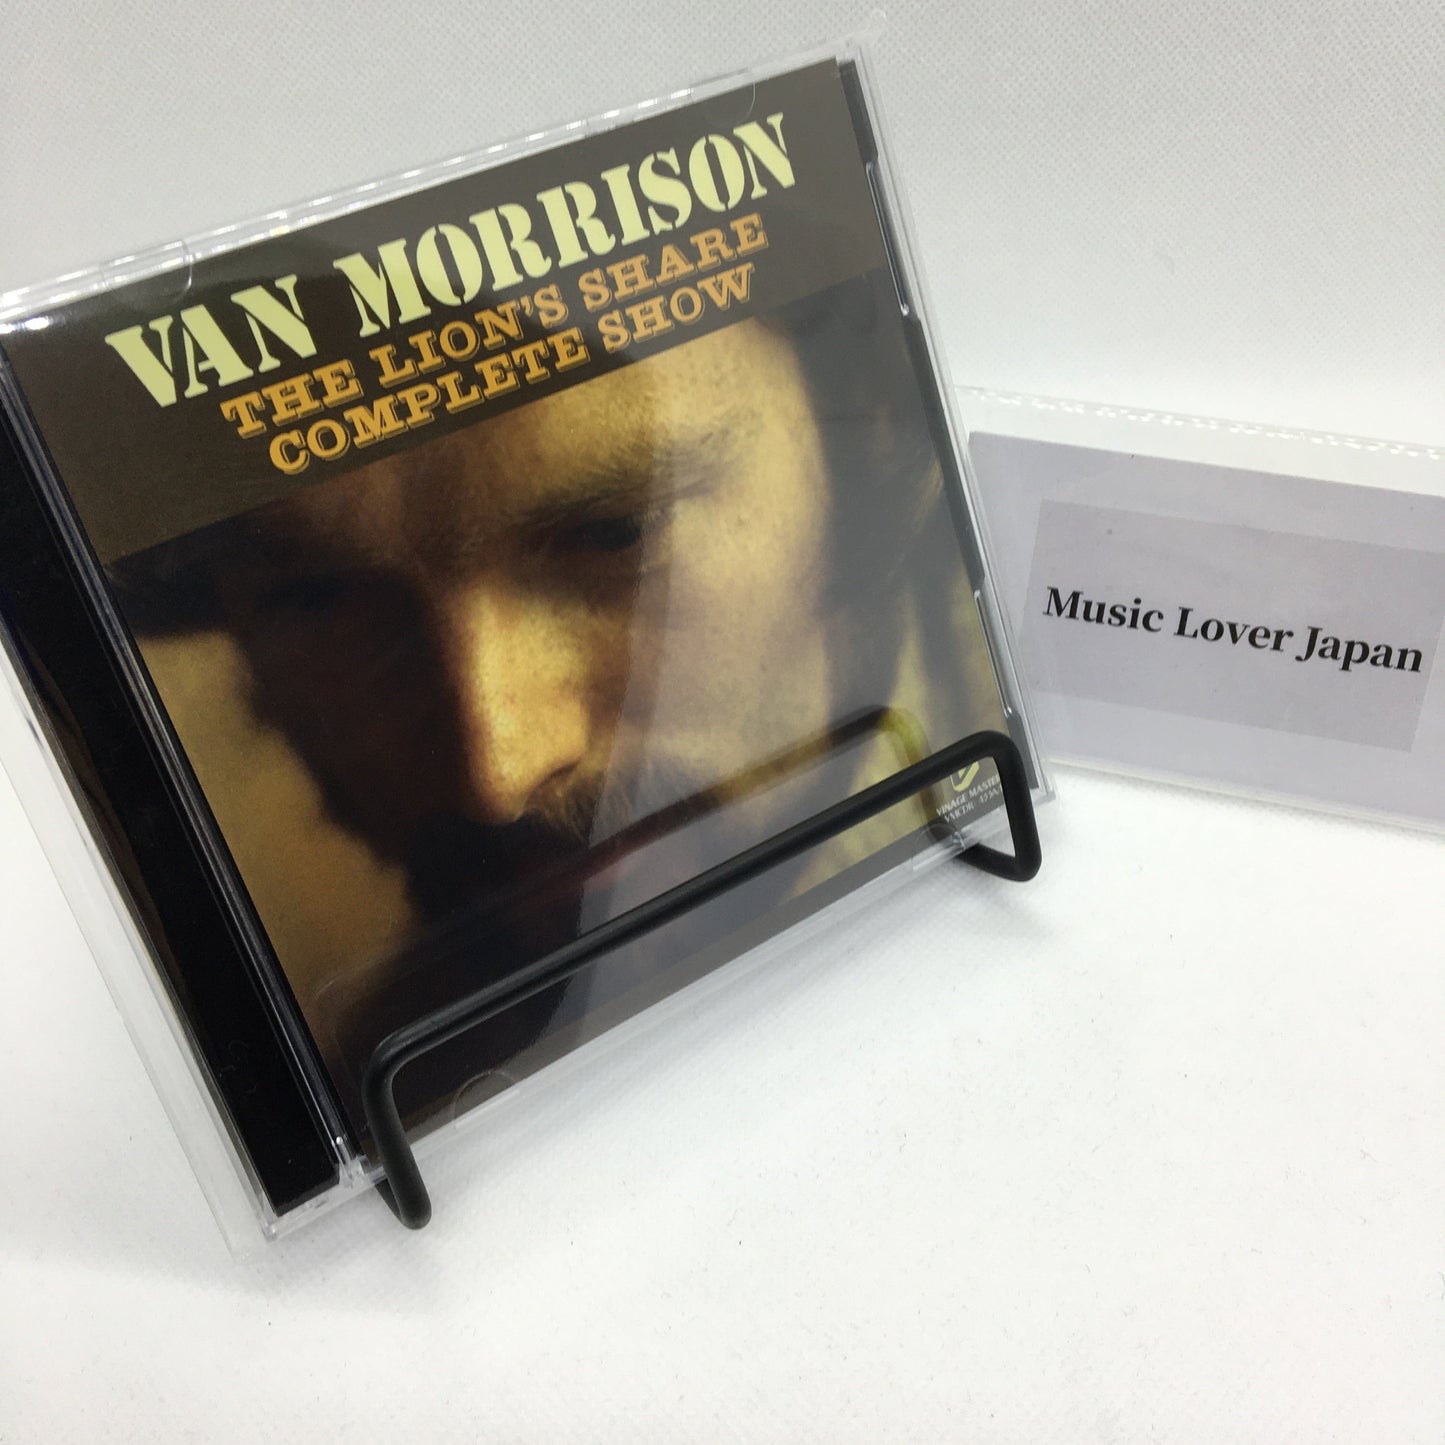 VAN MORRISON
THE LION'S SHARE
COMPLETE SHOW
Music Lover Japan